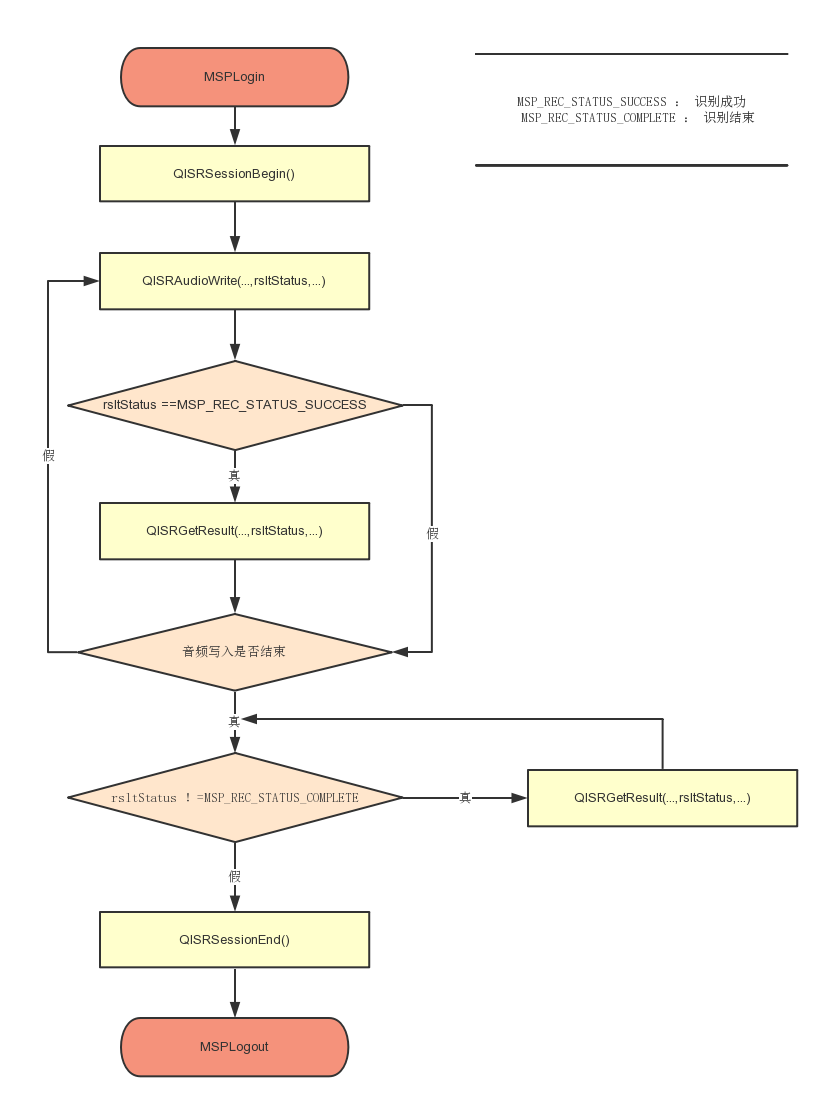 MSPLogin
MSP_REC_STATUS_SUCCESS ： 识别成功
MSP_REC_STATUS_COMPLETE ： 识别结束
QISRSessionBegin()
QISRAudioWrite(...,rsltStatus,...)
rsltStatus ==MSP_REC_STATUS_SUCCESS
假
真
QISRGetResult(...,rsltStatus,...)
假
音频写入是否结束
真
rsltStatus ！=MSP_REC_STATUS_COMPLETE
真
QISRGetResult(...,rsltStatus,...)
假
QISRSessionEnd()
MSPLogout